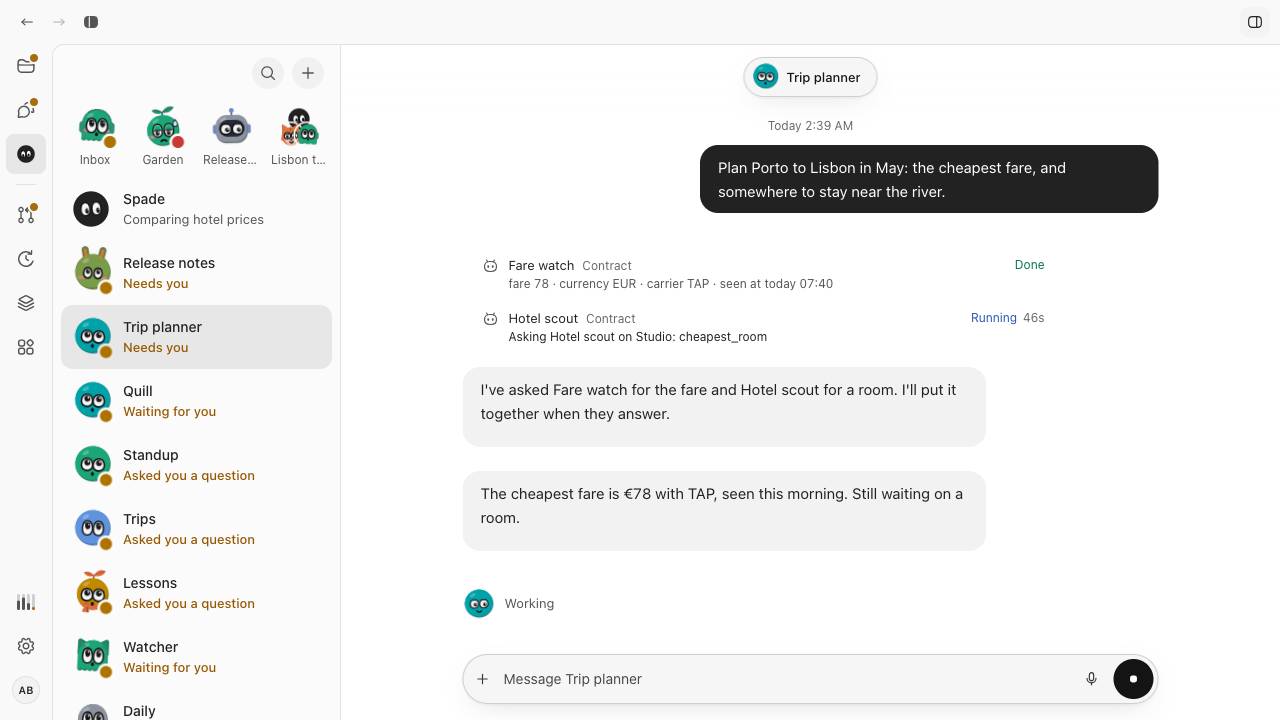 Inbox
Garden
Release...
Lisbon t...
Spade
Comparing hotel prices
Release notes
Needs you
Trip planner
Needs you
Quill
Waiting for you
Standup
Asked you a question
Trips
Asked you a question
Lessons
Asked you a question
Watcher
Waiting for you
Daily
AB
Trip planner
Today 2:39 AM
Plan Porto to Lisbon in May: the cheapest fare, and
somewhere to stay near the river.
Fare watch Contract Done
fare 78 · currency EUR · carrier TAP · seen at today 07:40
Hotel scout Contract Running 46s
Asking Hotel scout on Studio: cheapest_room
I've asked Fare watch for the fare and Hotel scout for a room. I'll put it
together when they answer.
The cheapest fare is €78 with TAP, seen this morning. Still waiting on a
room.
Working
Message Trip planner